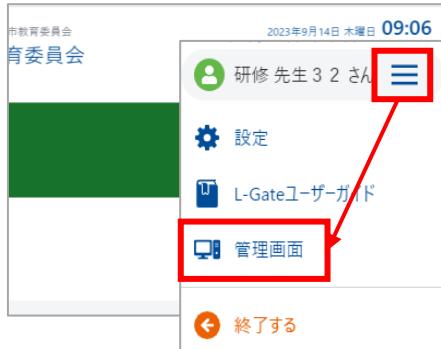 市教育委員会
2023年9月14日 木曜日 09:06
育委員会
研修 先生３２ さん
設定
L-Gateユーザーガイド
管理画面
終了する